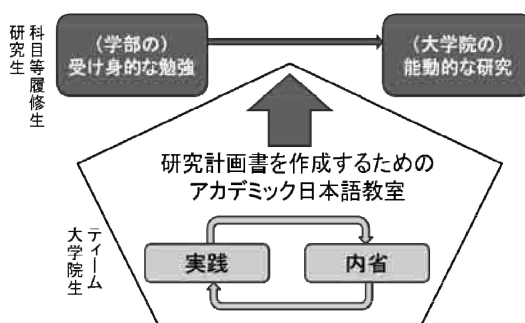 科目等履修生
研究生
（学部の）
受け身的な勉強
（大学院の）
能動的な研究
研究計画書を作成するための
アカデミック日本語教室
ティーム
大学院生
実践
内省